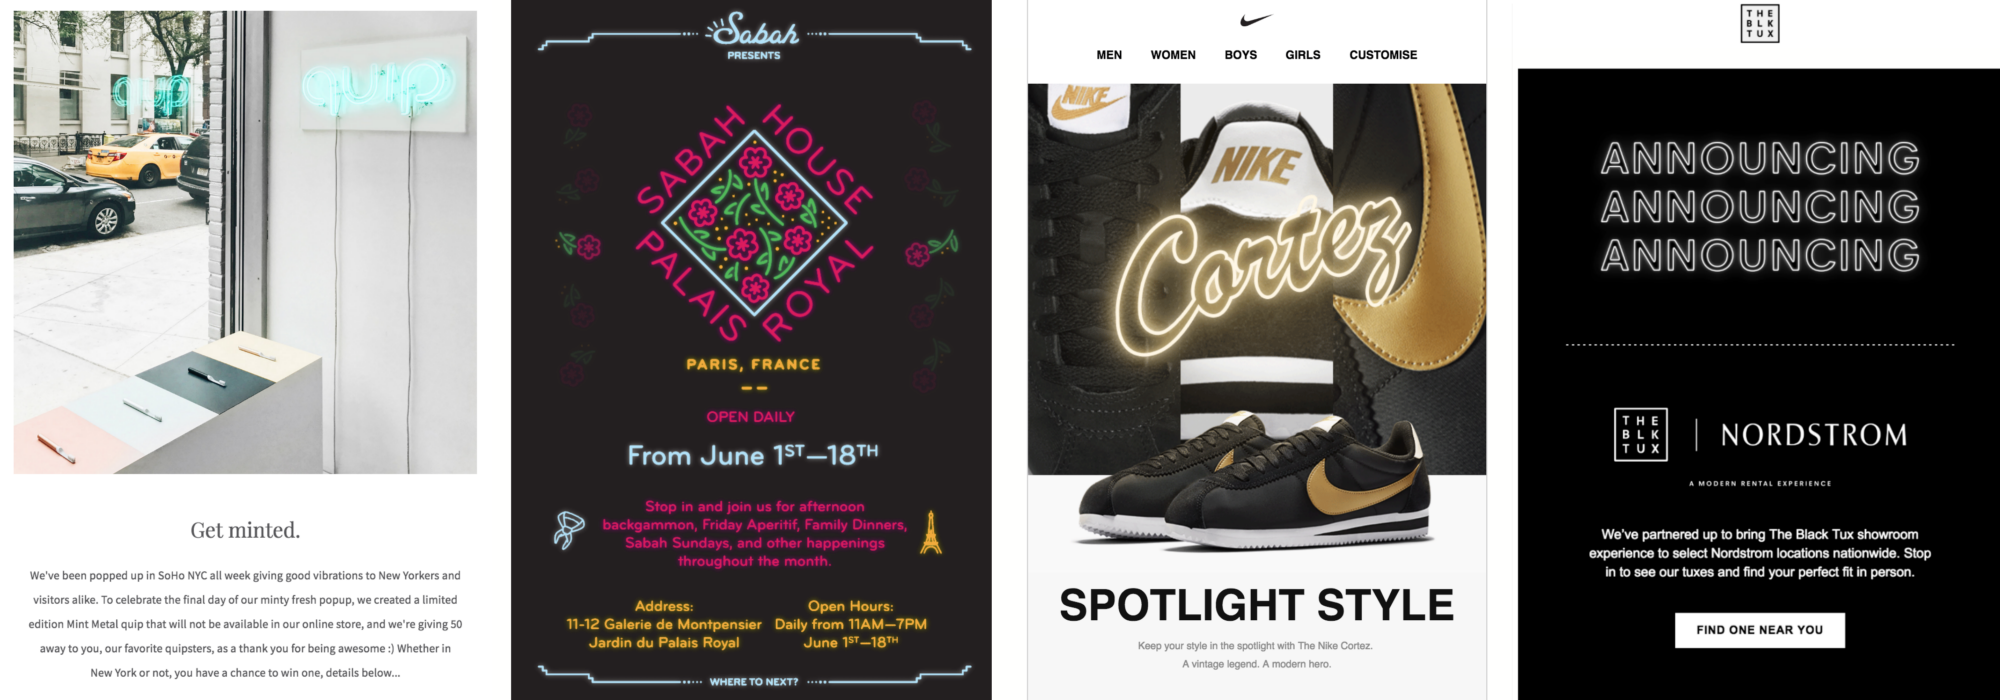 quip
quip
Get minted.
We've been popped up in SoHo NYC all week giving good vibrations to New Yorkers and
visitors alike. To celebrate the final day of our minty fresh popup, we created a limited
edition Mint Metal quip that will not be available in our online store, and we're giving 50
away to you, our favorite quipsters, as a thank you for being awesome :) Whether in
New York or not, you have a chance to win one, details below...
Sabah
PRESENTS
SABAH HOUSE
PALAIS ROYAL
PARIS, FRANCE
OPEN DAILY
From June 1ST—18TH
Stop in and join us for afternoon
backgammon, Friday Aperitif, Family Dinners,
Sabah Sundays, and other happenings
throughout the month.
Address:
11-12 Galerie de Montpensier
Jardin du Palais Royal
Open Hours:
Daily from 11AM—7PM
June 1ST—18TH
WHERE TO NEXT?
MEN WOMEN BOYS GIRLS CUSTOMISE
NIKE
NIKE
Cortez
SPOTLIGHT STYLE
Keep your style in the spotlight with The Nike Cortez.
A vintage legend. A modern hero.
THE
BLK
TUX
ANNOUNCING
ANNOUNCING
ANNOUNCING
THE
BLK
TUX
NORDSTROM
A MODERN RENTAL EXPERIENCE
We've partnered up to bring The Black Tux showroom
experience to select Nordstrom locations nationwide. Stop
in to see our tuxes and find your perfect fit in person.
FIND ONE NEAR YOU